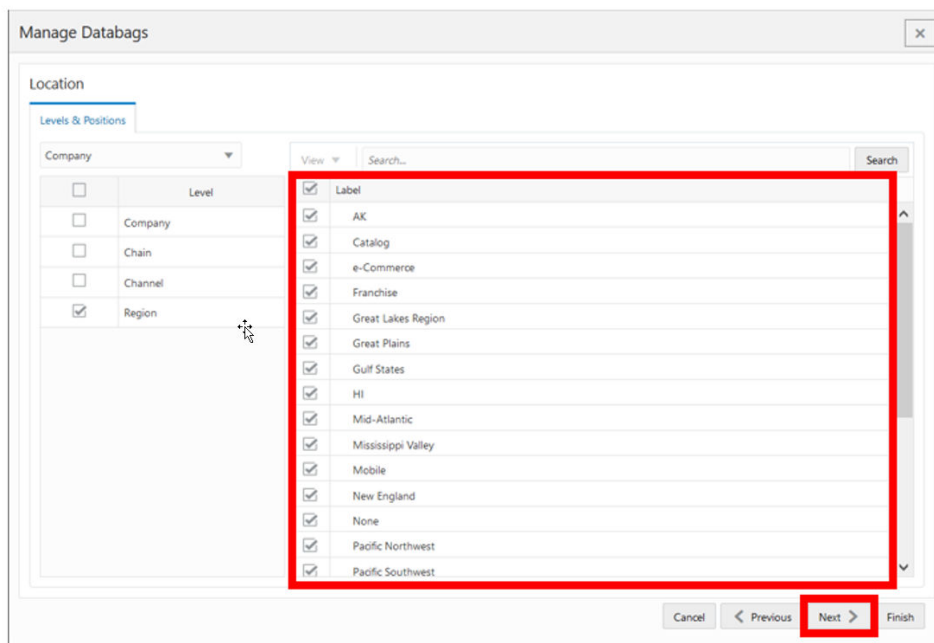 Manage Databags
Location
Levels & Positions
Company
View
Search...
Search
Level
Company
Chain
Channel
Region
Label
AK
Catalog
e-Commerce
Franchise
Great Lakes Region
Great Plains
Gulf States
HI
Mid-Atlantic
Mississippi Valley
Mobile
New England
None
Pacific Northwest
Pacific Southwest
Cancel
Previous
Next
Finish